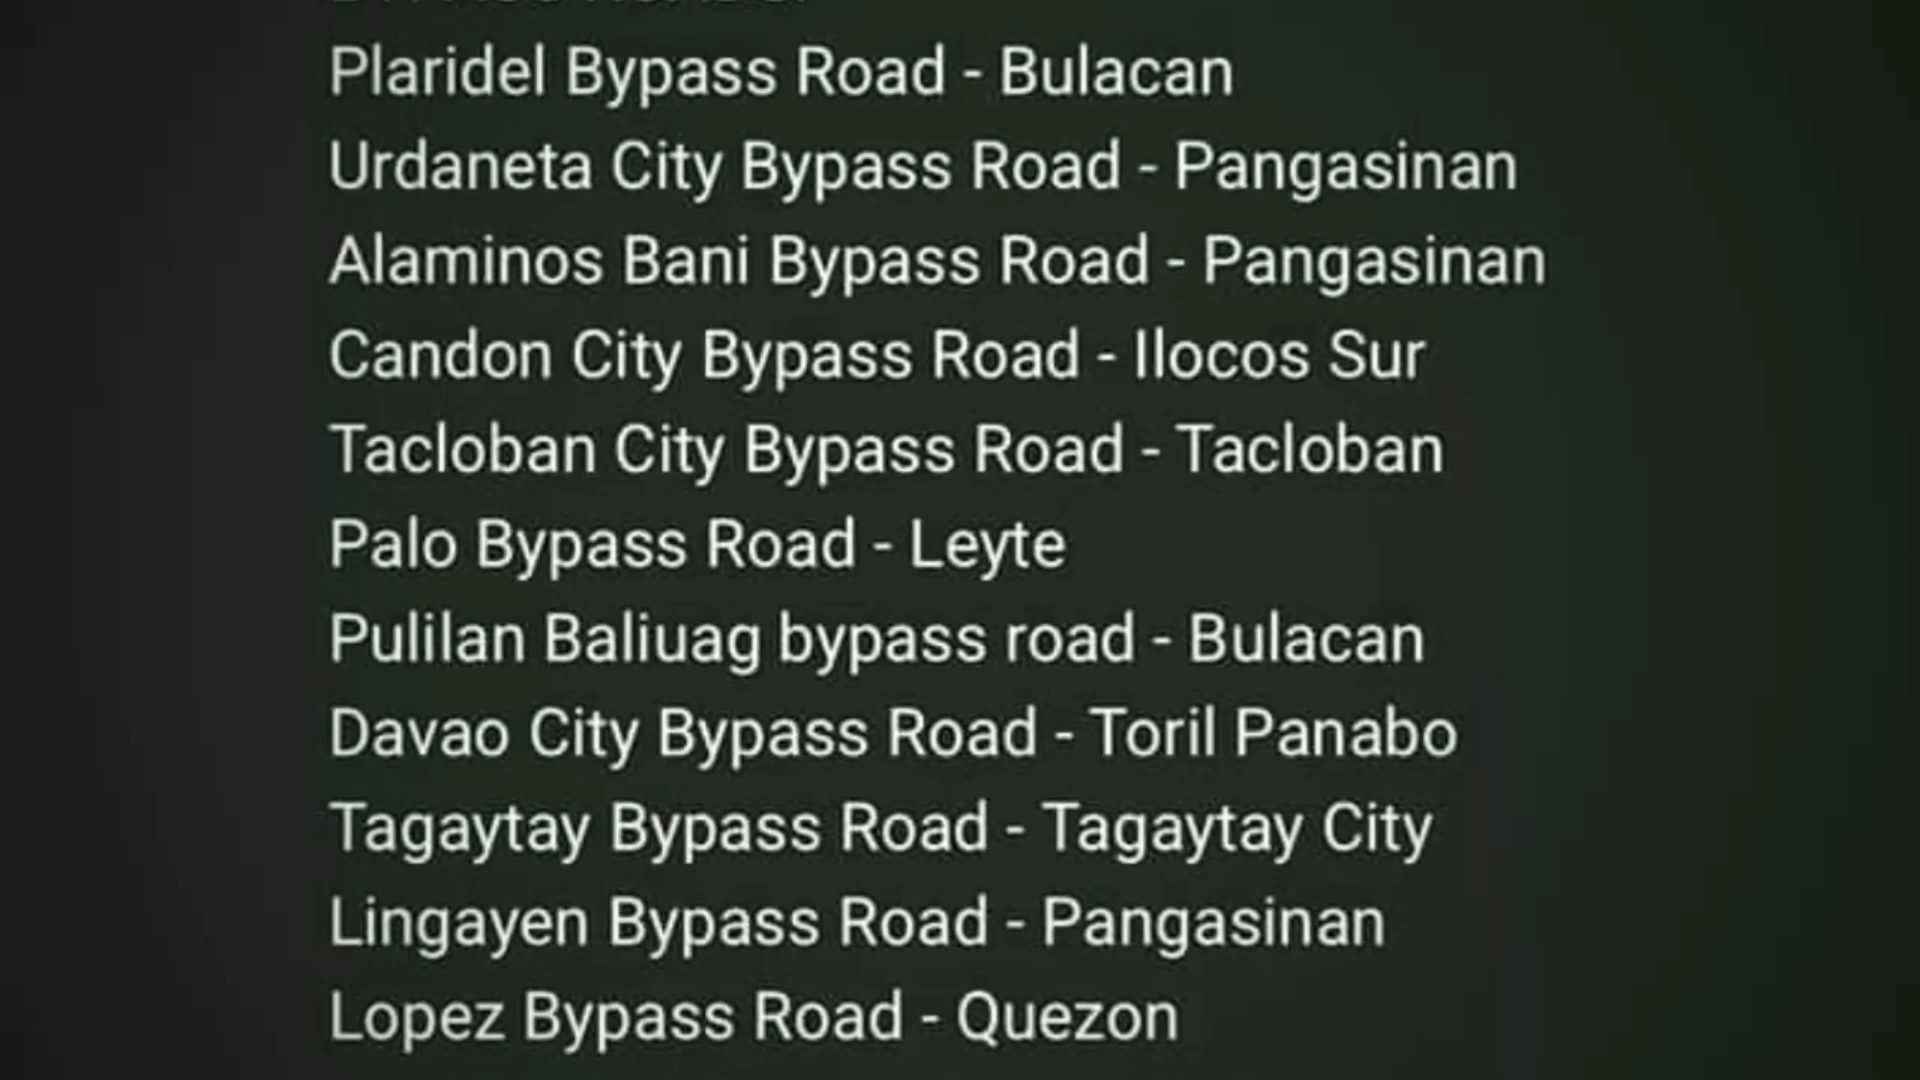 Plaridel Bypass Road - Bulacan
Urdaneta City Bypass Road - Pangasinan
Alaminos Bani Bypass Road - Pangasinan
Candon City Bypass Road - Ilocos Sur
Tacloban City Bypass Road - Tacloban
Palo Bypass Road - Leyte
Pulilan Baliuag bypass road - Bulacan
Davao City Bypass Road - Toril Panabo
Tagaytay Bypass Road - Tagaytay City
Lingayen Bypass Road - Pangasinan
Lopez Bypass Road - Quezon